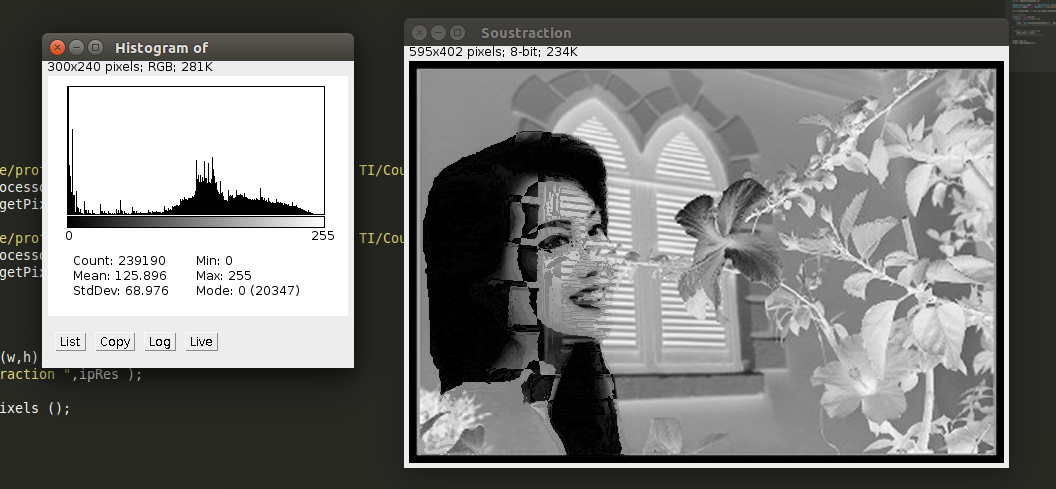 Histogram of
300x240 pixels; RGB; 281K
0 255
Count: 239190 Min: 0
Mean: 125.896 Max: 255
StdDev: 68.976 Mode: 0 (20347)
List Copy Log Live
Soustraction
595x402 pixels; 8-bit; 234K
e/prof TI/Cou
ocesso
getPix
e/prof TI/Cou
ocesso
getPix
(w,h)
raction ",ipRes );
ixels ();